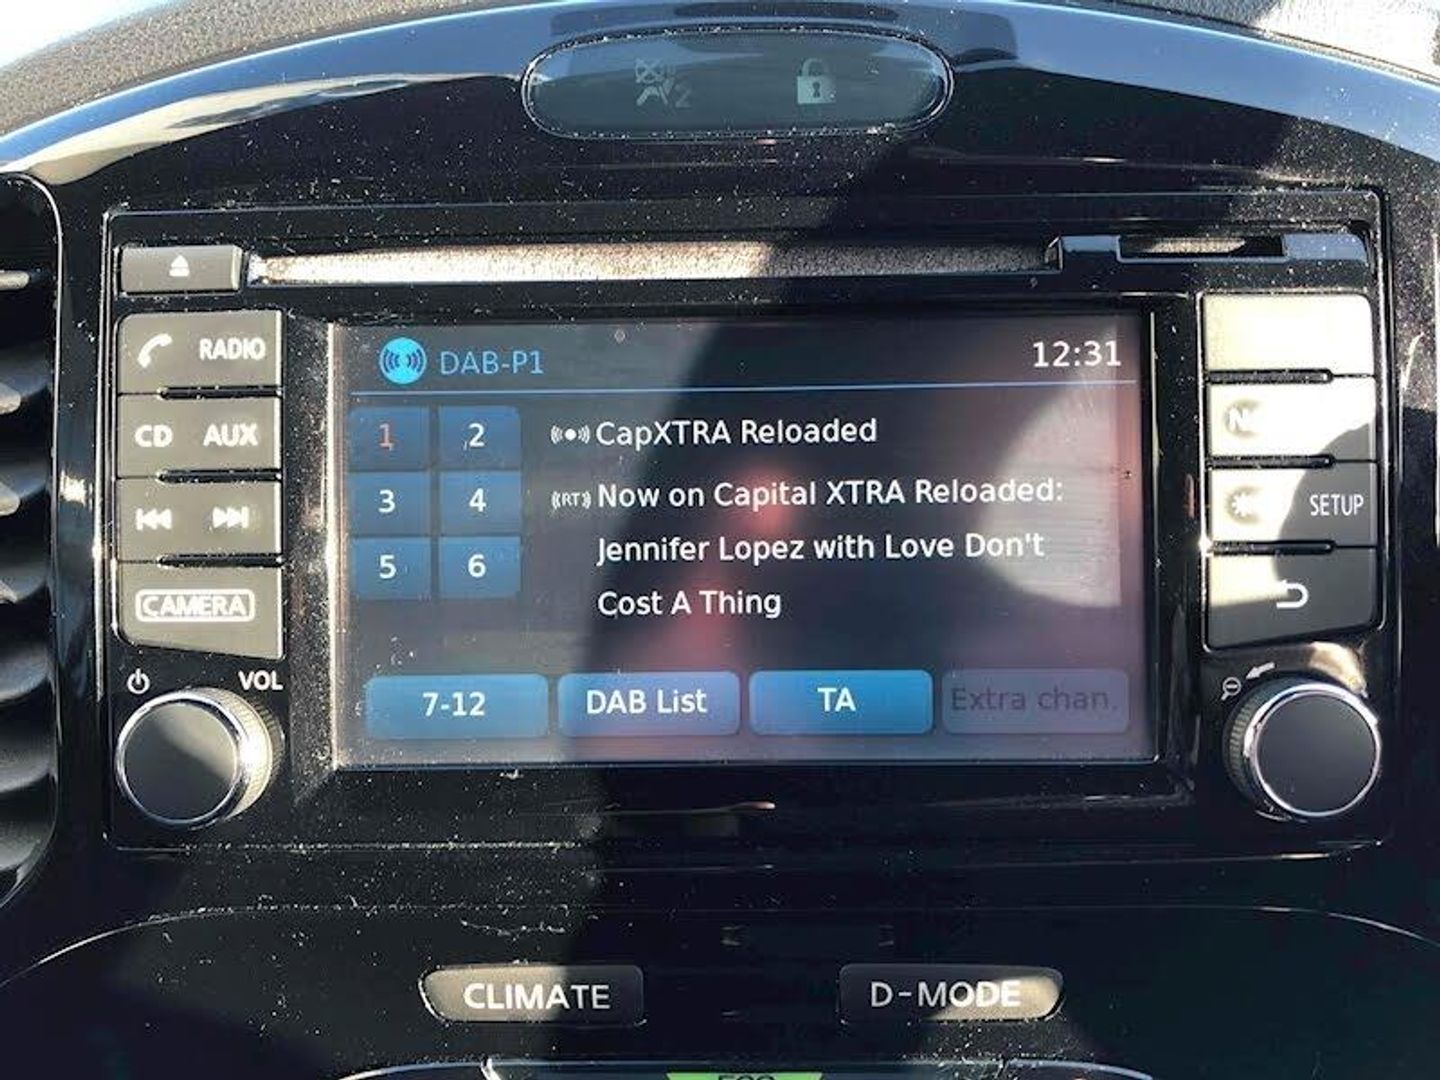 2
RADIO
CD AUX
CAMERA
VOL
DAB-P1
12:31
1 2
3 4
5 6
CapXTRA Reloaded
RT Now on Capital XTRA Reloaded:
Jennifer Lopez with Love Don't
Cost A Thing
7-12 DAB List TA Extra chan.
SETUP
CLIMATE
D-MODE